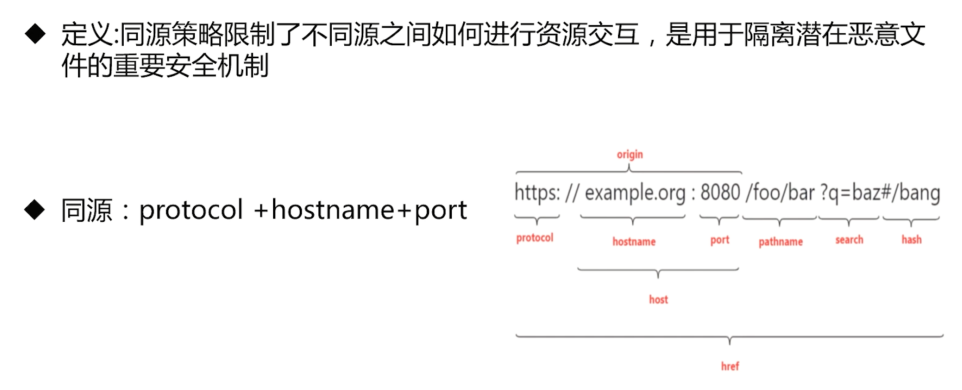 ◆ 定义:同源策略限制了不同源之间如何进行资源交互，是用于隔离潜在恶意文
件的重要安全机制
origin
https: // example.org : 8080 /foo/bar ?q=baz#/bang
◆ 同源：protocol +hostname+port
protocol hostname port pathname search hash
host
href